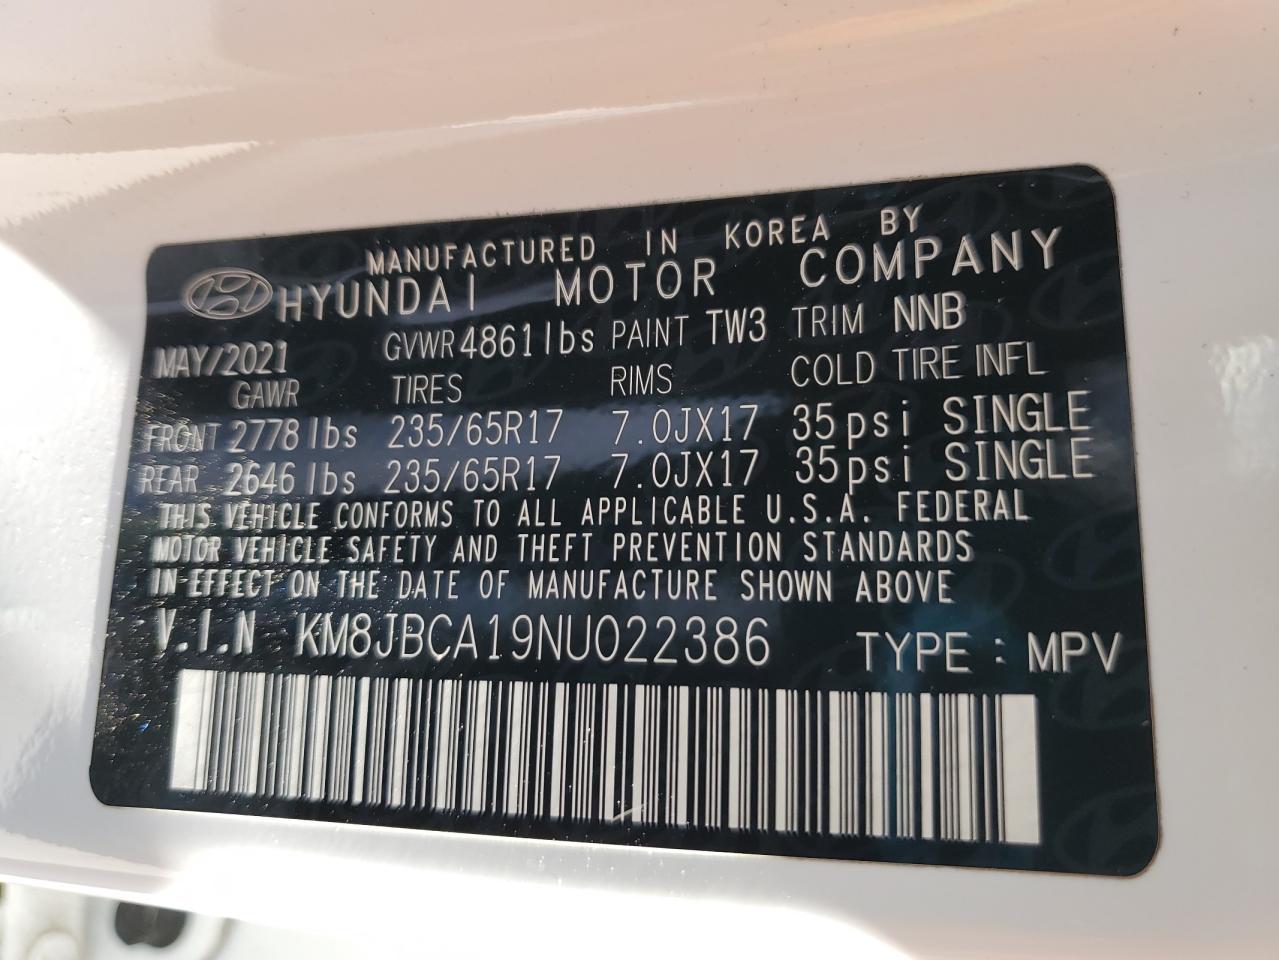 MANUFACTURED IN KOREA BY
HYUNDAI MOTOR COMPANY
MAY/2021 GVWR 4861lbs PAINT TW3 TRIM NNB
GAWR TIRES RIMS COLD TIRE INFL
FRONT 2778 lbs 235/65R17 7.0JX17 35psi SINGLE
REAR 2646 lbs 235/65R17 7.0JX17 35psi SINGLE
THIS VEHICLE CONFORMS TO ALL APPLICABLE U.S.A. FEDERAL
MOTOR VEHICLE SAFETY AND THEFT PREVENTION STANDARDS
IN EFFECT ON THE DATE OF MANUFACTURE SHOWN ABOVE
V.I.N KM8JBCA19NU022386 TYPE : MPV